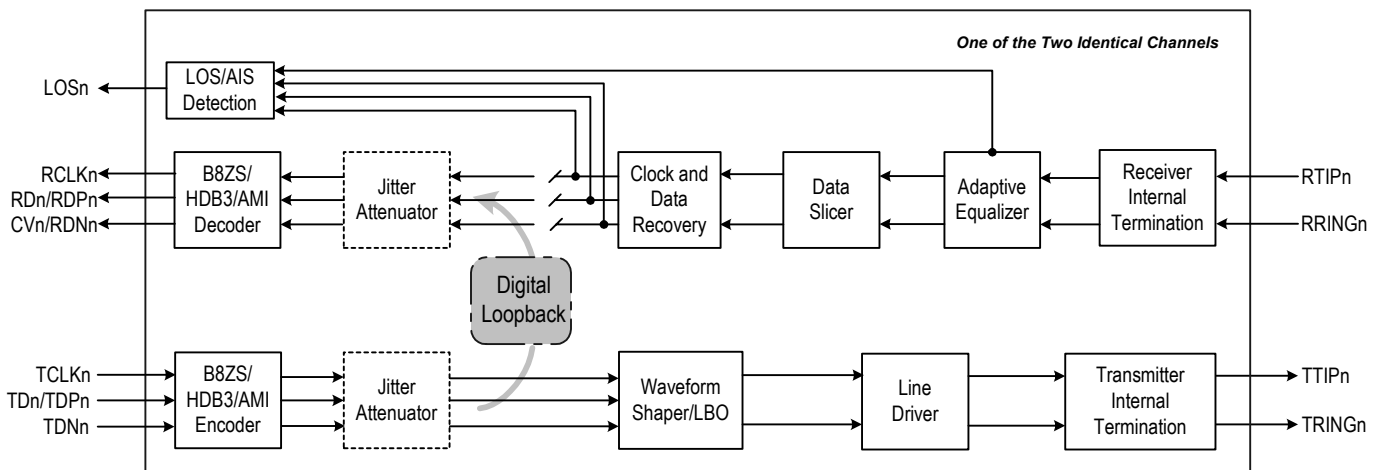 One of the Two Identical Channels
LOSn
LOS/AIS
Detection
RCLKn
RDn/RDPn
CVn/RDNn
B8ZS/
HDB3/AMI
Decoder
Jitter
Attenuator
Clock and
Data
Recovery
Data
Slicer
Adaptive
Equalizer
Receiver
Internal
Termination
RTIPn
RRINGn
Digital
Loopback
TCLKn
TDn/TDPn
TDNn
B8ZS/
HDB3/AMI
Encoder
Jitter
Attenuator
Waveform
Shaper/LBO
Line
Driver
Transmitter
Internal
Termination
TTIPn
TRINGn